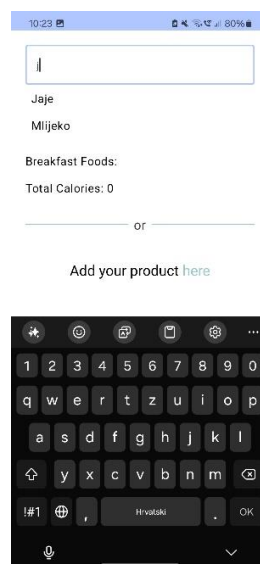 10:23 80%
j
Jaje
Mlijeko
Breakfast Foods:
Total Calories: 0
or
Add your product here
1 2 3 4 5 6 7 8 9 0
q w e r t z u i o p
a s d f g h j k l
y x c v b n m
!#1 , Hrvatski . OK